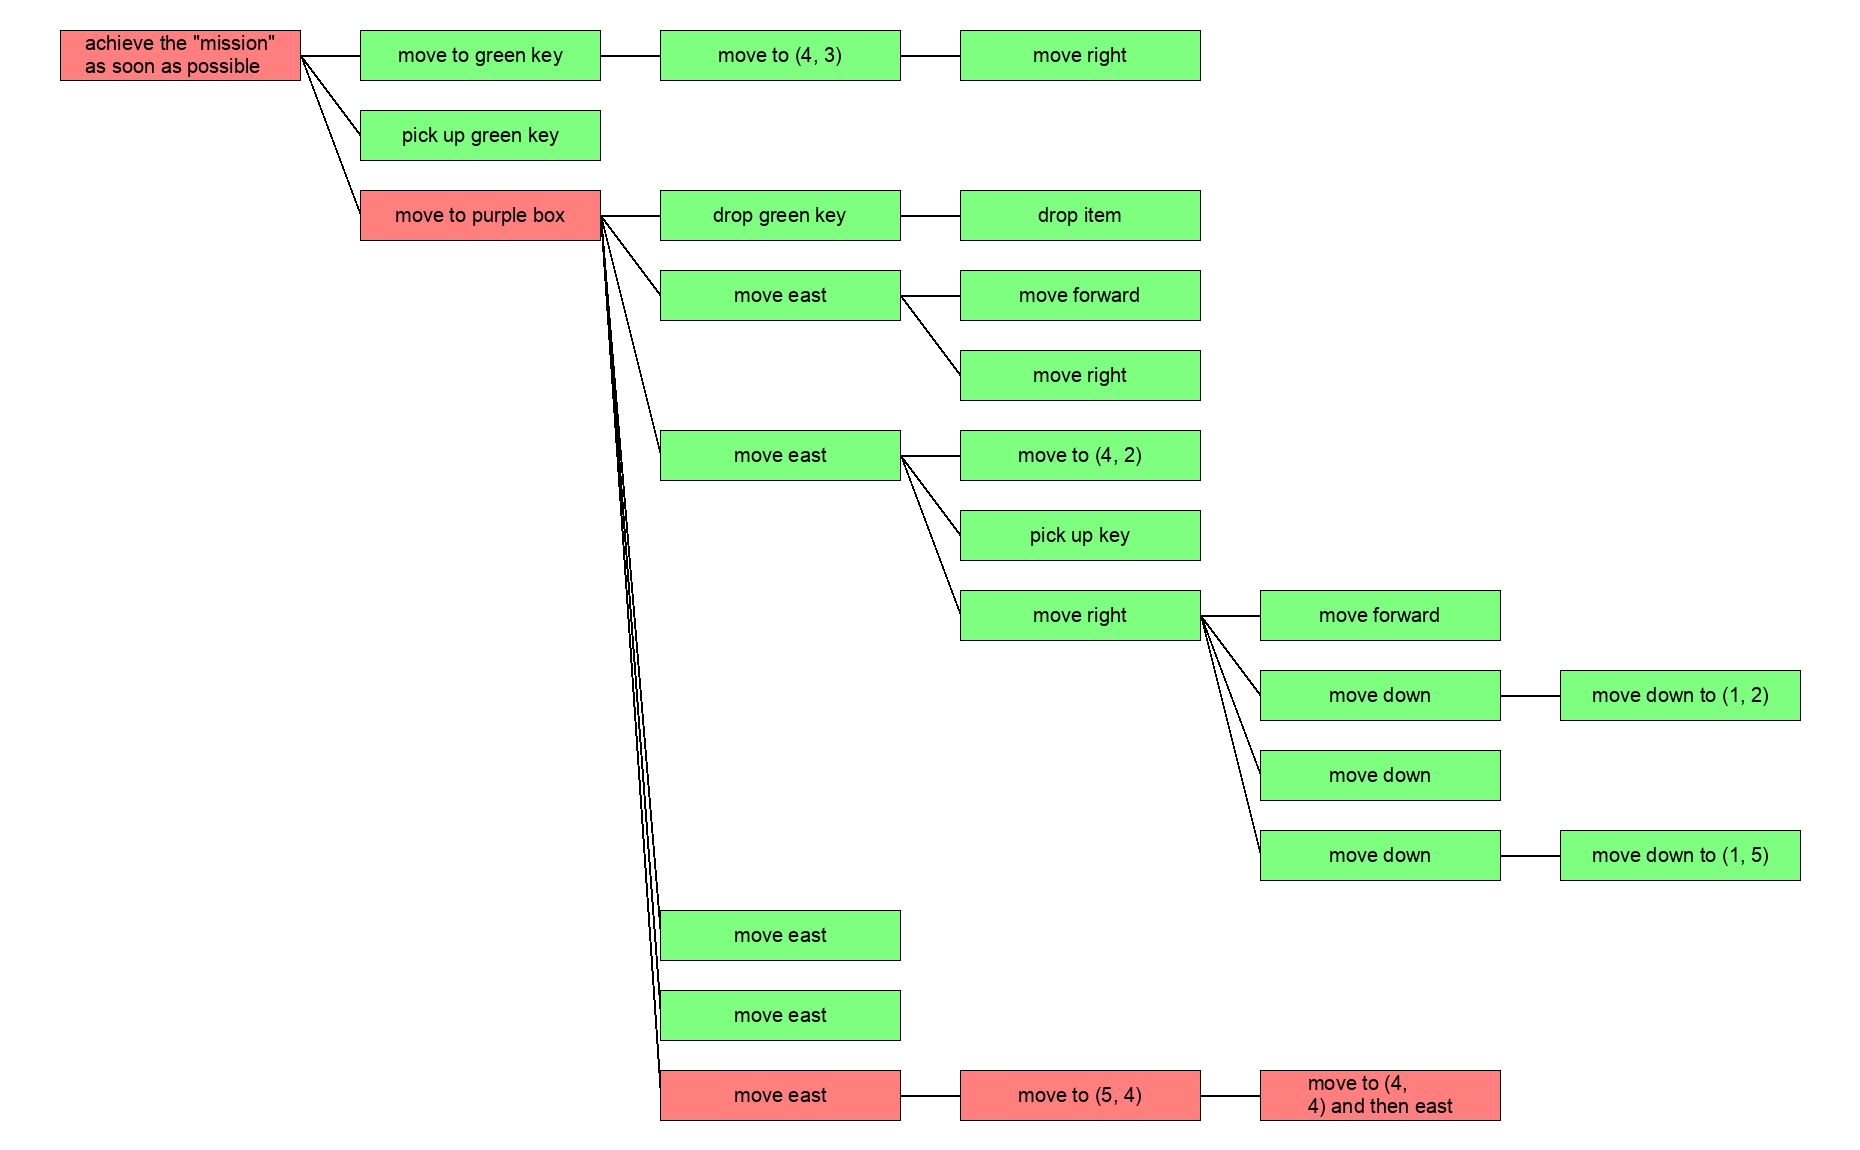 achieve the "mission"
as soon as possible
move to green key
move to (4, 3)
move right
pick up green key
move to purple box
drop green key
drop item
move east
move forward
move right
move east
move to (4, 2)
pick up key
move right
move forward
move down
move down to (1, 2)
move down
move down
move down to (1, 5)
move east
move east
move east
move to (5, 4)
move to (4,
4) and then east